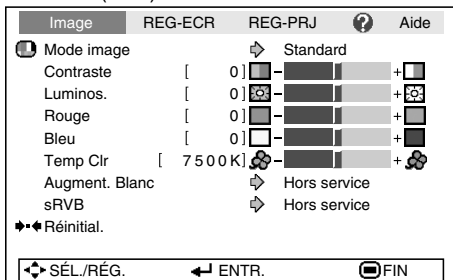 Image REG-ECR REG-PRJ ? Aide
Mode image Standard
Contraste [ 0] - +
Luminos. [ 0] - +
Rouge [ 0] - +
Bleu [ 0] - +
Temp Clr [ 7500K] - +
Augment. Blanc Hors service
sRVB Hors service
Réinitial.
SÉL./RÉG. ENTR. FIN